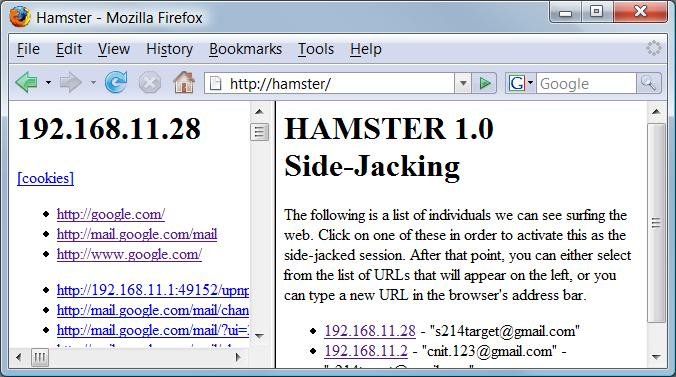 Hamster - Mozilla Firefox
File Edit View History Bookmarks Tools Help
http://hamster/
G Google
192.168.11.28
[cookies]
http://google.com/
http://mail.google.com/mail
http://www.google.com/
http://192.168.11.1:49152/upnp
http://mail.google.com/mail/chan
http://mail.google.com/mail/?ui=
HAMSTER 1.0
Side-Jacking
The following is a list of individuals we can see surfing the
web. Click on one of these in order to activate this as the
side-jacked session. After that point, you can either select
from the list of URLs that will appear on the left, or you
can type a new URL in the browser's address bar.
192.168.11.28 - "s214target@gmail.com"
192.168.11.2 - "cnit.123@gmail.com" -